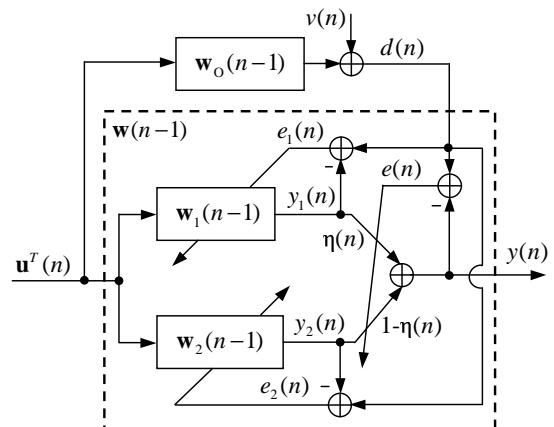 v(n)
d(n)
w_O(n−1)
w(n−1)
e_1(n)
-
e(n)
-
w_1(n−1)
y_1(n)
η(n)
u^T(n)
y(n)
w_2(n−1)
y_2(n)
1-η(n)
e_2(n)
-